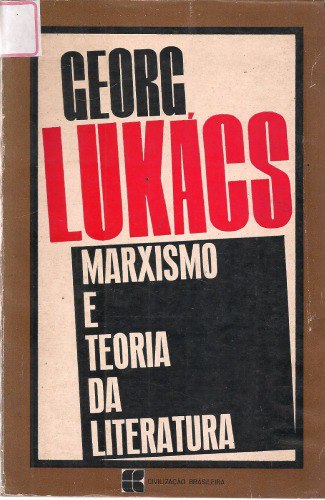 GEORG
LUKÁCS
MARXISMO
E
TEORIA
DA
LITERATURA
CIVILIZAÇÃO BRASILEIRA